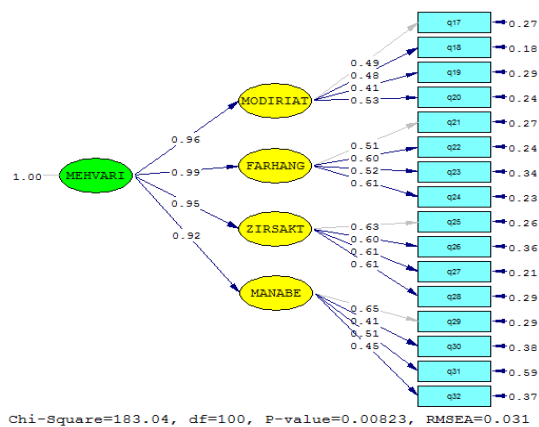 q17
0.27
q18
0.18
0.49
0.48
q19
0.29
0.41
MODIRIAT
0.53
q20
0.24
q21
0.27
0.96
0.51
q22
0.24
0.60
FARHANG
0.52
q23
0.34
0.99
0.61
1.00
MEHVARI
q24
0.23
0.95
0.63
q25
0.26
0.60
ZIRSAKT
0.61
q26
0.36
0.92
0.61
q27
0.21
MANABE
q28
0.29
0.65
q29
0.29
0.41
0.51
q30
0.38
0.45
q31
0.59
q32
0.37
Chi-Square=183.04, df=100, P-value=0.00823, RMSEA=0.031